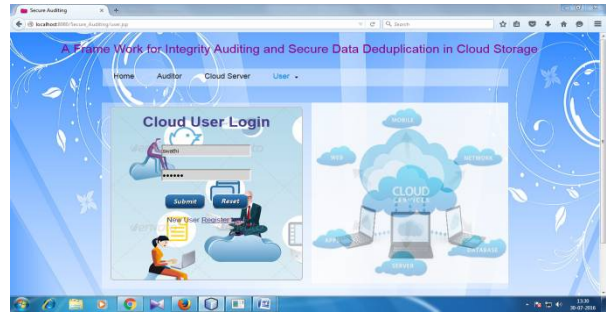 Secure Auditing
localhost:8080/Secure_Auditing/user.jsp
Search
A Frame Work for Integrity Auditing and Secure Data Deduplication in Cloud Storage
Home Auditor Cloud Server User
Cloud User Login
swathi
••••••
Submit Reset
New User Register
MOBILE
WEB
NETWORK
CLOUD
DATABASE
SERVER
13:30
30-07-2016